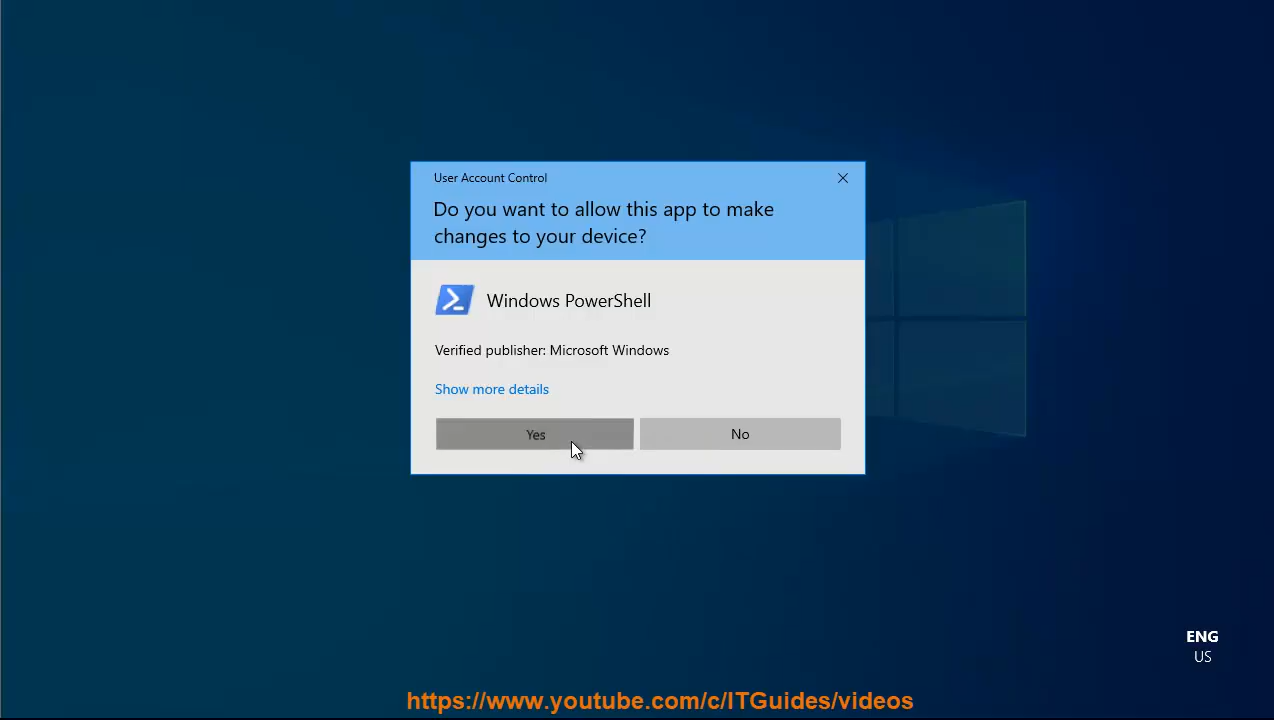 User Account Control
Do you want to allow this app to make
changes to your device?
Windows PowerShell
Verified publisher: Microsoft Windows
Show more details
Yes
No
ENG
US
https://www.youtube.com/c/ITGuides/videos